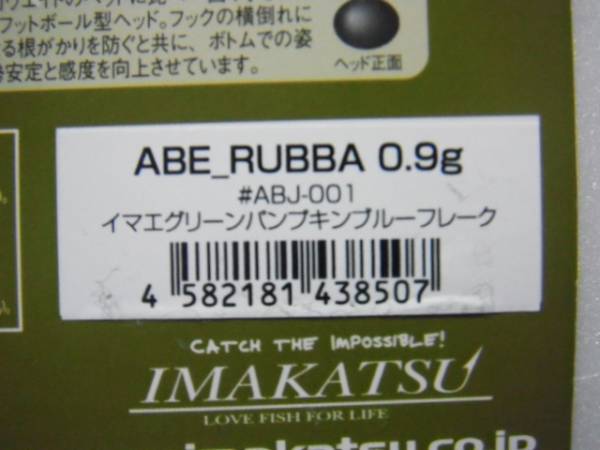 フットボール型ヘッド。フックの横倒れに
る根がかりを防ぐと共に、ボトムでの姿
安定と感度を向上させています。
ヘッド正面
ABE_RUBBA 0.9g
#ABJ-001
イマエグリーンパンプキンブルーフレーク
4 582181 438507
CATCH THE IMPOSSIBLE!
IMAKATSU
LOVE FISH FOR LIFE
imakatsu.co.jp